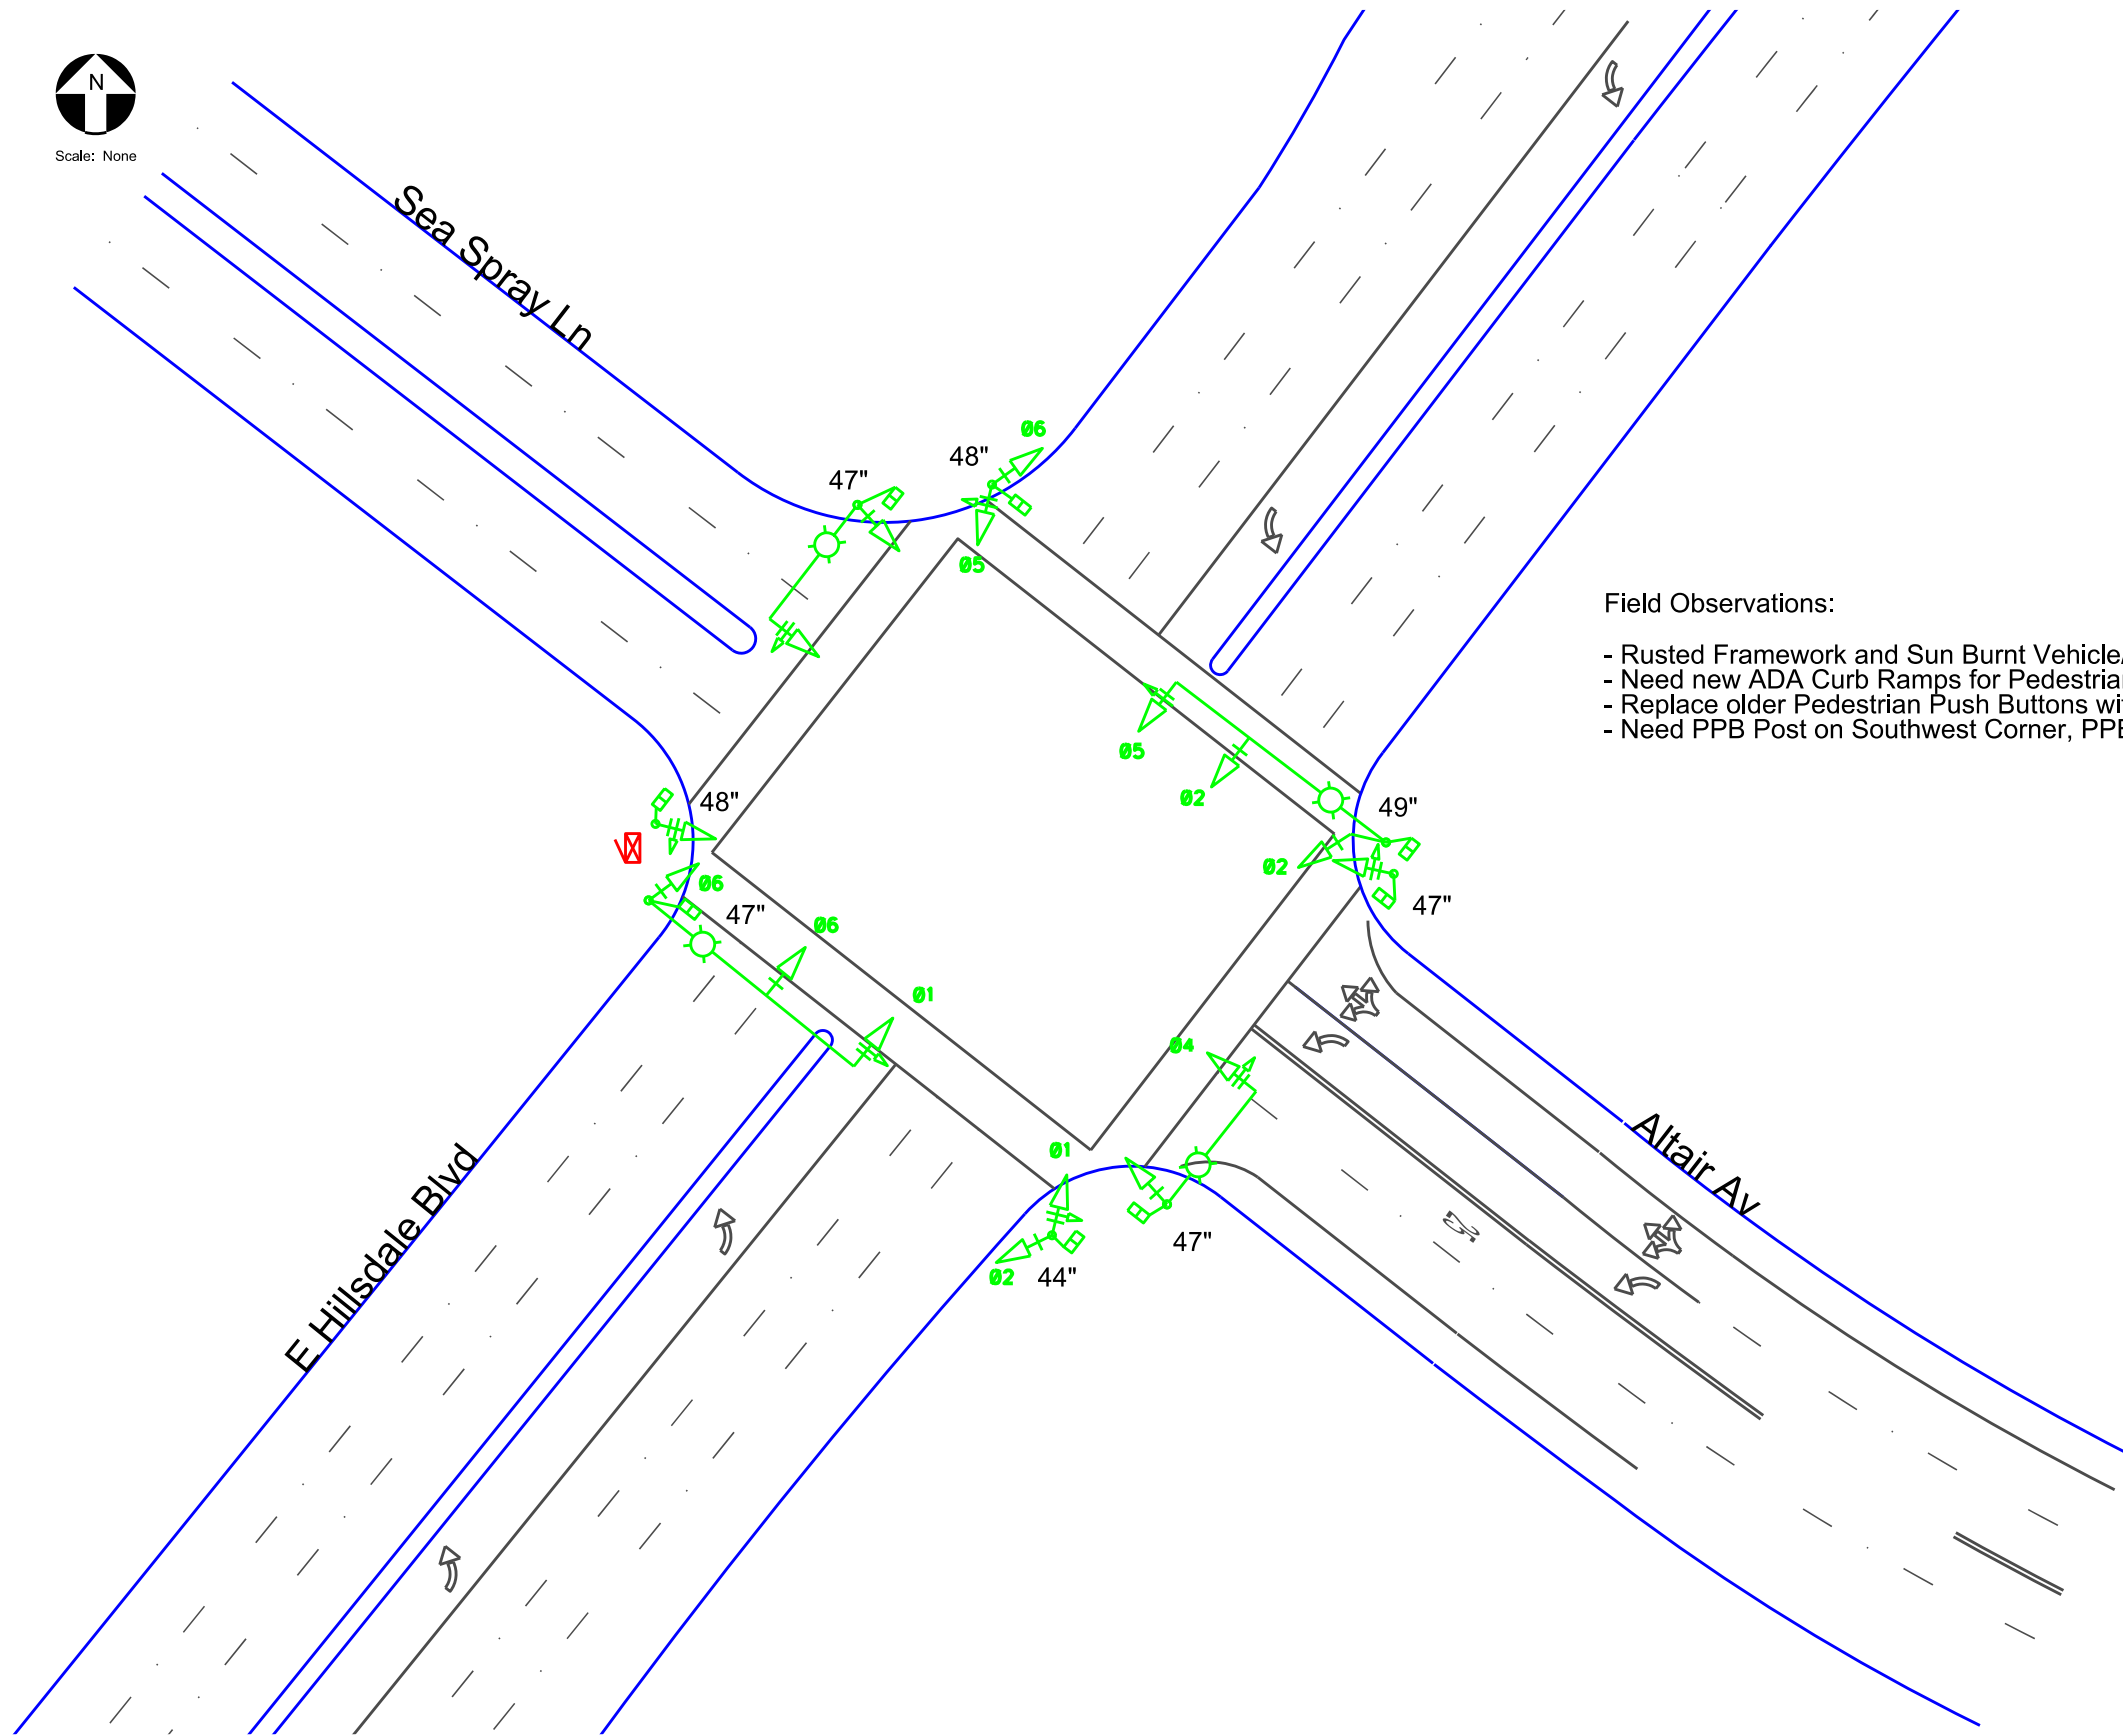 N
Scale: None
Sea Spray Ln
06
48"
47"
05
Field Observations:
- Rusted Framework and Sun Burnt Vehicle
- Need new ADA Curb Ramps for Pedestria
- Replace older Pedestrian Push Buttons wi
- Need PPB Post on Southwest Corner, PP
05
02
48"
49"
02
06
47"
47"
06
01
04
Altair Av
E Hillsdale Blvd
01
47"
02
44"